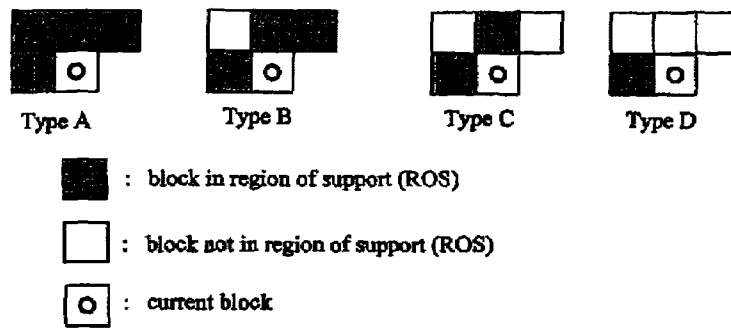 Type A Type B Type C Type D
: block in region of support (ROS)
: block not in region of support (ROS)
: current block